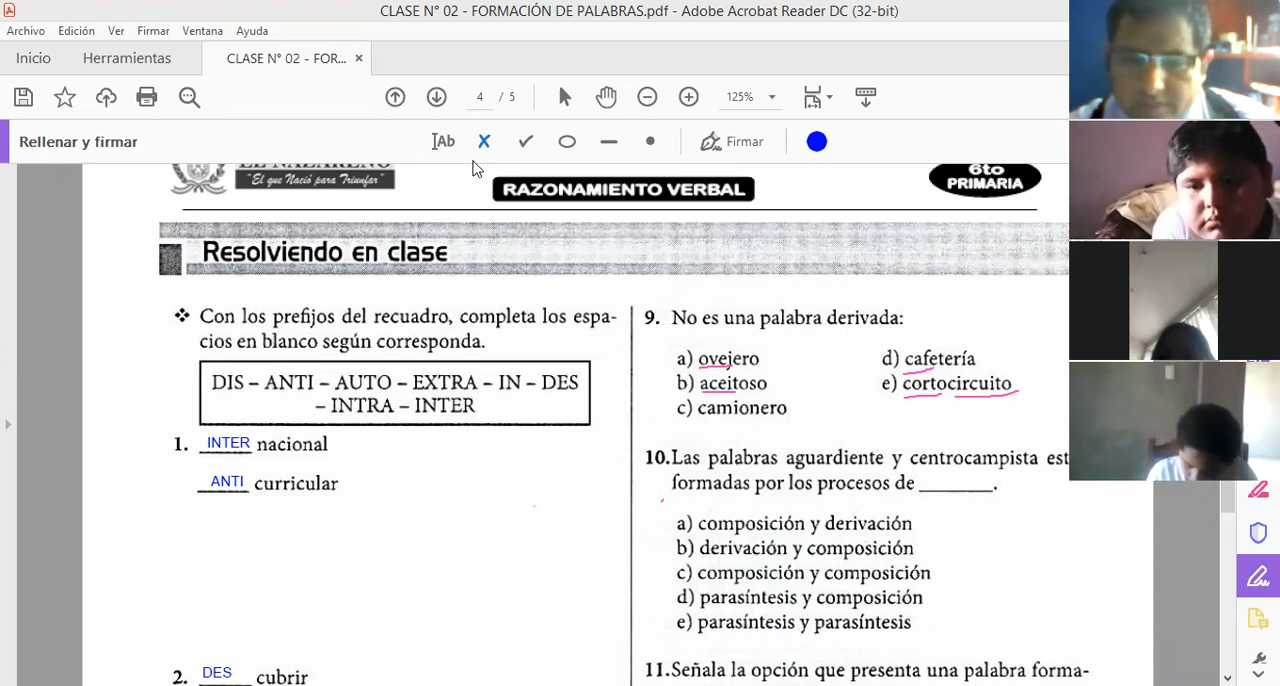 CLASE N° 02 - FORMACIÓN DE PALABRAS.pdf - Adobe Acrobat Reader DC (32-bit)
Archivo Edición Ver Firmar Ventana Ayuda
Inicio Herramientas CLASE N° 02 - FOR... ×
4 / 5 125%
Rellenar y firmar Ab Firmar
EL NAZARENO
"El que Nació para Triunfar"
RAZONAMIENTO VERBAL
6to
PRIMARIA
Resolviendo en clase
❖ Con los prefijos del recuadro, completa los espa-
cios en blanco según corresponda.
DIS – ANTI – AUTO – EXTRA – IN – DES
– INTRA – INTER
1. INTER nacional
ANTI curricular
2. DES cubrir
9. No es una palabra derivada:
a) ovejero d) cafetería
b) aceitoso e) cortocircuito
c) camionero
10. Las palabras aguardiente y centrocampista est
formadas por los procesos de ________.
a) composición y derivación
b) derivación y composición
c) composición y composición
d) parasíntesis y composición
e) parasíntesis y parasíntesis
11. Señala la opción que presenta una palabra forma-